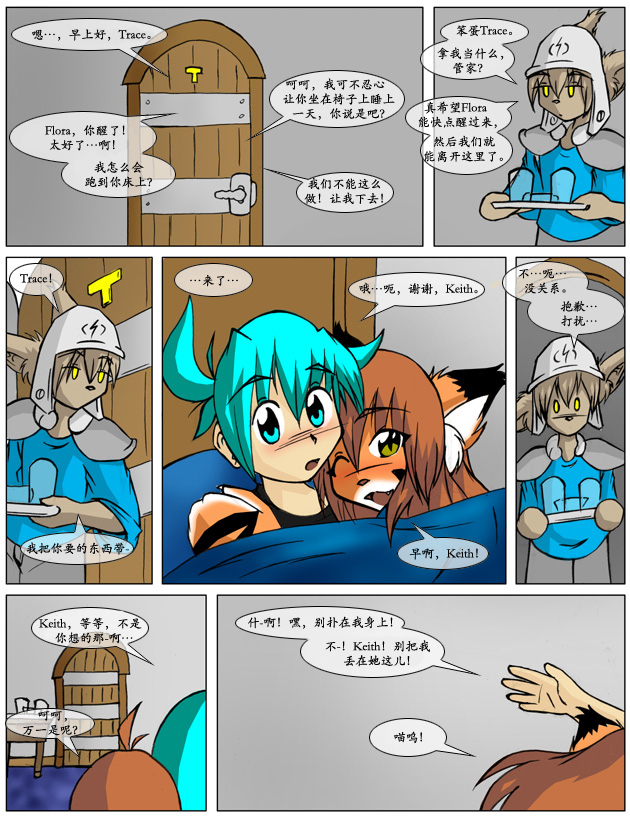 嗯…，早上好，Trace。
Flora，你醒了！
太好了…啊！
我怎么会
跑到你床上？
呵呵，我可不忍心
让你坐在椅子上睡上
一天，你说是吧？
我们不能这么
做！让我下去！
笨蛋Trace。
拿我当什么，
管家？
真希望Flora
能快点醒过来，
然后我们就
能离开这里了。
Trace！
我把你要的东西带-
…来了…
哦…呃，谢谢，Keith。
早啊，Keith！
不…呃…
没关系。
抱歉…
打扰…
Keith，等等，不是
你想的那-啊…
呵呵，
万一是呢？
什-啊！嘿，别扑在我身上！
不-！Keith！别把我
丢在她这儿！
喵呜！